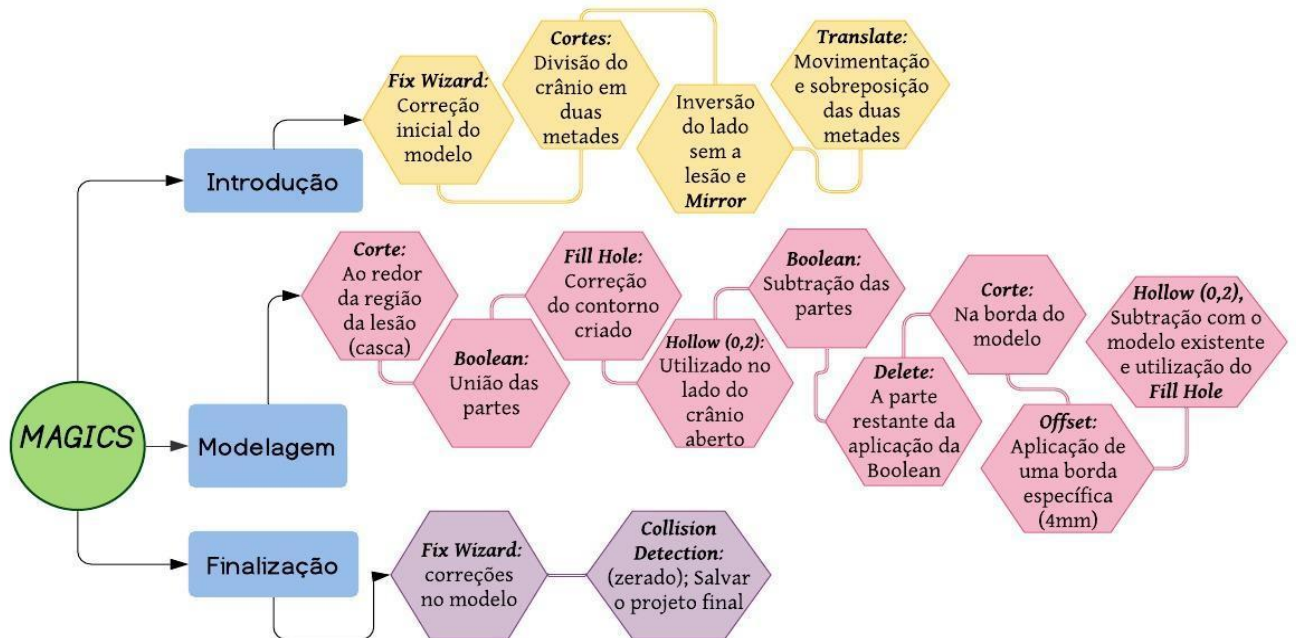 MAGICS
Introdução
Fix Wizard:
Correção
inicial do
modelo
Cortes:
Divisão do
crânio em
duas
metades
Inversão
do lado
sem a
lesão e
Mirror
Translate:
Movimentação
e sobreposição
das duas
metades
Modelagem
Corte:
Ao redor
da região
da lesão
(casca)
Boolean:
União das
partes
Fill Hole:
Correção
do contorno
criado
Hollow (0,2):
Utilizado no
lado do
crânio
aberto
Boolean:
Subtração das
partes
Delete:
A parte
restante da
aplicação da
Boolean
Corte:
Na borda do
modelo
Offset:
Aplicação de
uma borda
específica
(4mm)
Hollow (0,2),
Subtração com o
modelo existente
e utilização do
Fill Hole
Finalização
Fix Wizard:
correções
no modelo
Collision
Detection:
(zerado); Salvar
o projeto final